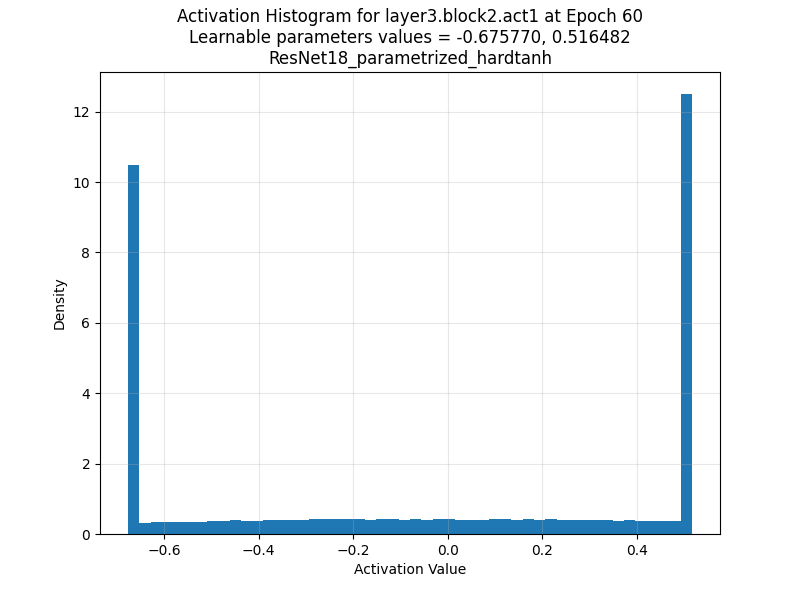 Activation Histogram for layer3.block2.act1 at Epoch 60
Learnable parameters values = -0.675770, 0.516482
ResNet18_parametrized_hardtanh
12
10
8
6
4
2
0
Density
−0.6
−0.4
−0.2
0.0
0.2
0.4
Activation Value